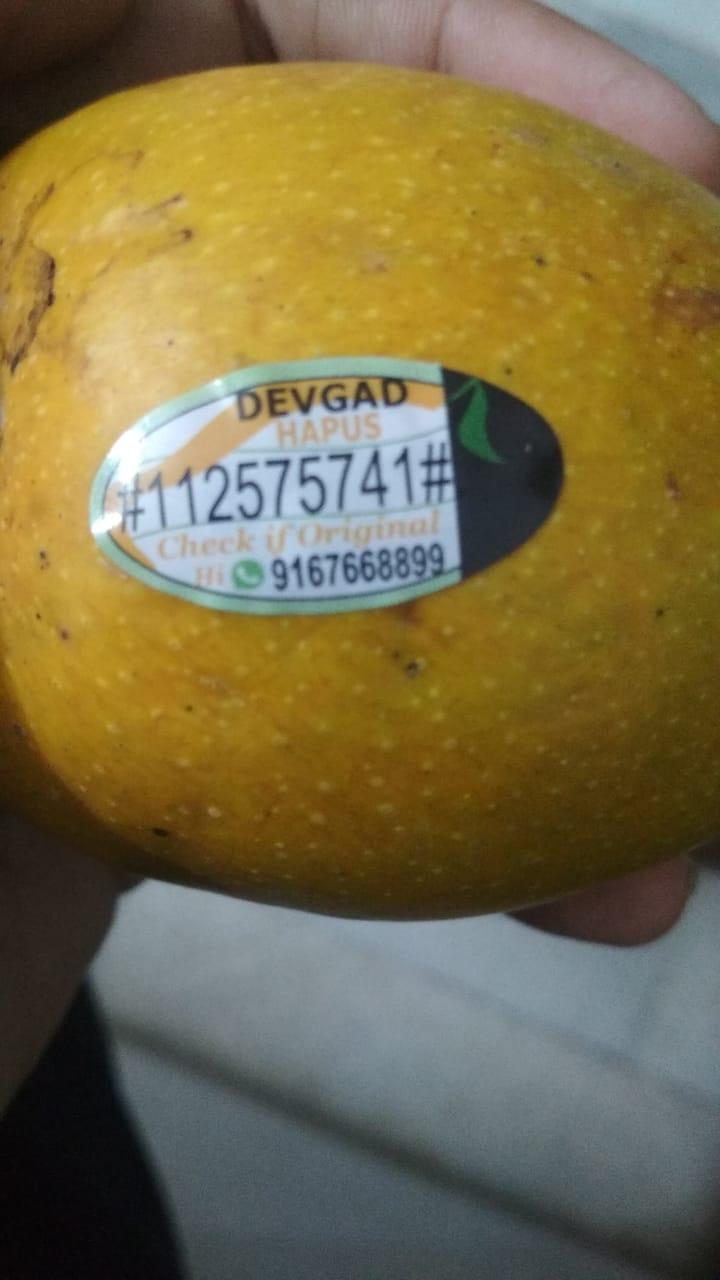 DEVGAD
HAPUS
#112575741#
Check if Original
Hi 9167668899